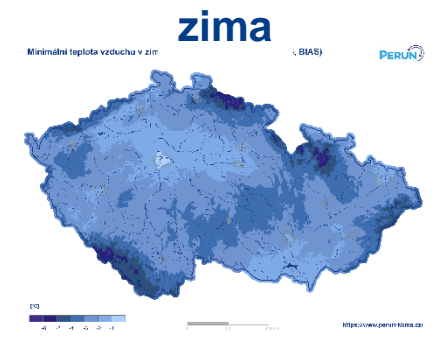 zima
Minimální teplota vzduchu v zim , BIAS)
PERUN
[°C]
https://www.perun-klima.cz/